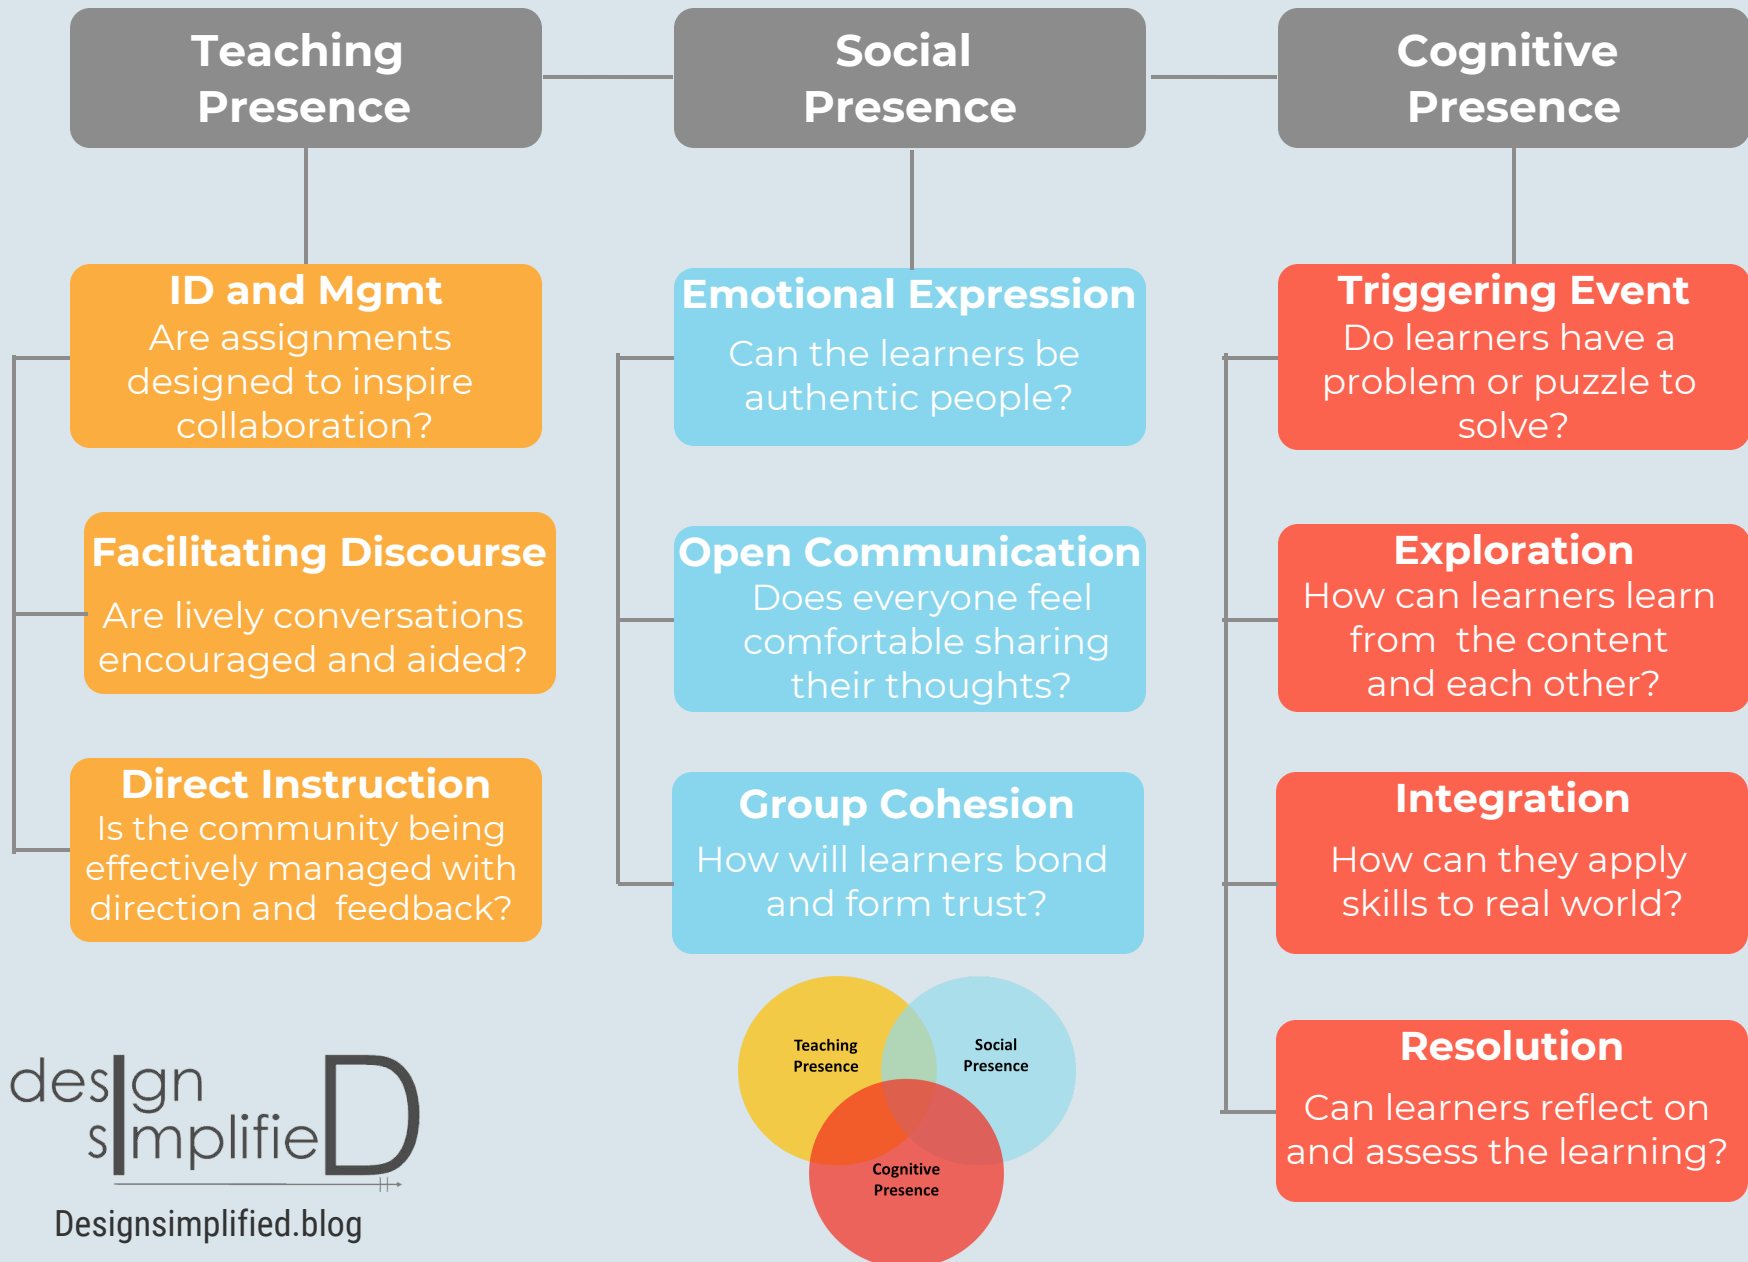 Teaching
Presence
Social
Presence
Cognitive
Presence
ID and Mgmt
Are assignments
designed to inspire
collaboration?
Facilitating Discourse
Are lively conversations
encouraged and aided?
Direct Instruction
Is the community being
effectively managed with
direction and feedback?
Emotional Expression
Can the learners be
authentic people?
Open Communication
Does everyone feel
comfortable sharing
their thoughts?
Group Cohesion
How will learners bond
and form trust?
Triggering Event
Do learners have a
problem or puzzle to
solve?
Exploration
How can learners learn
from the content
and each other?
Integration
How can they apply
skills to real world?
Resolution
Can learners reflect on
and assess the learning?
Teaching
Presence
Social
Presence
Cognitive
Presence
desIgn
sImplifieD
Designsimplified.blog